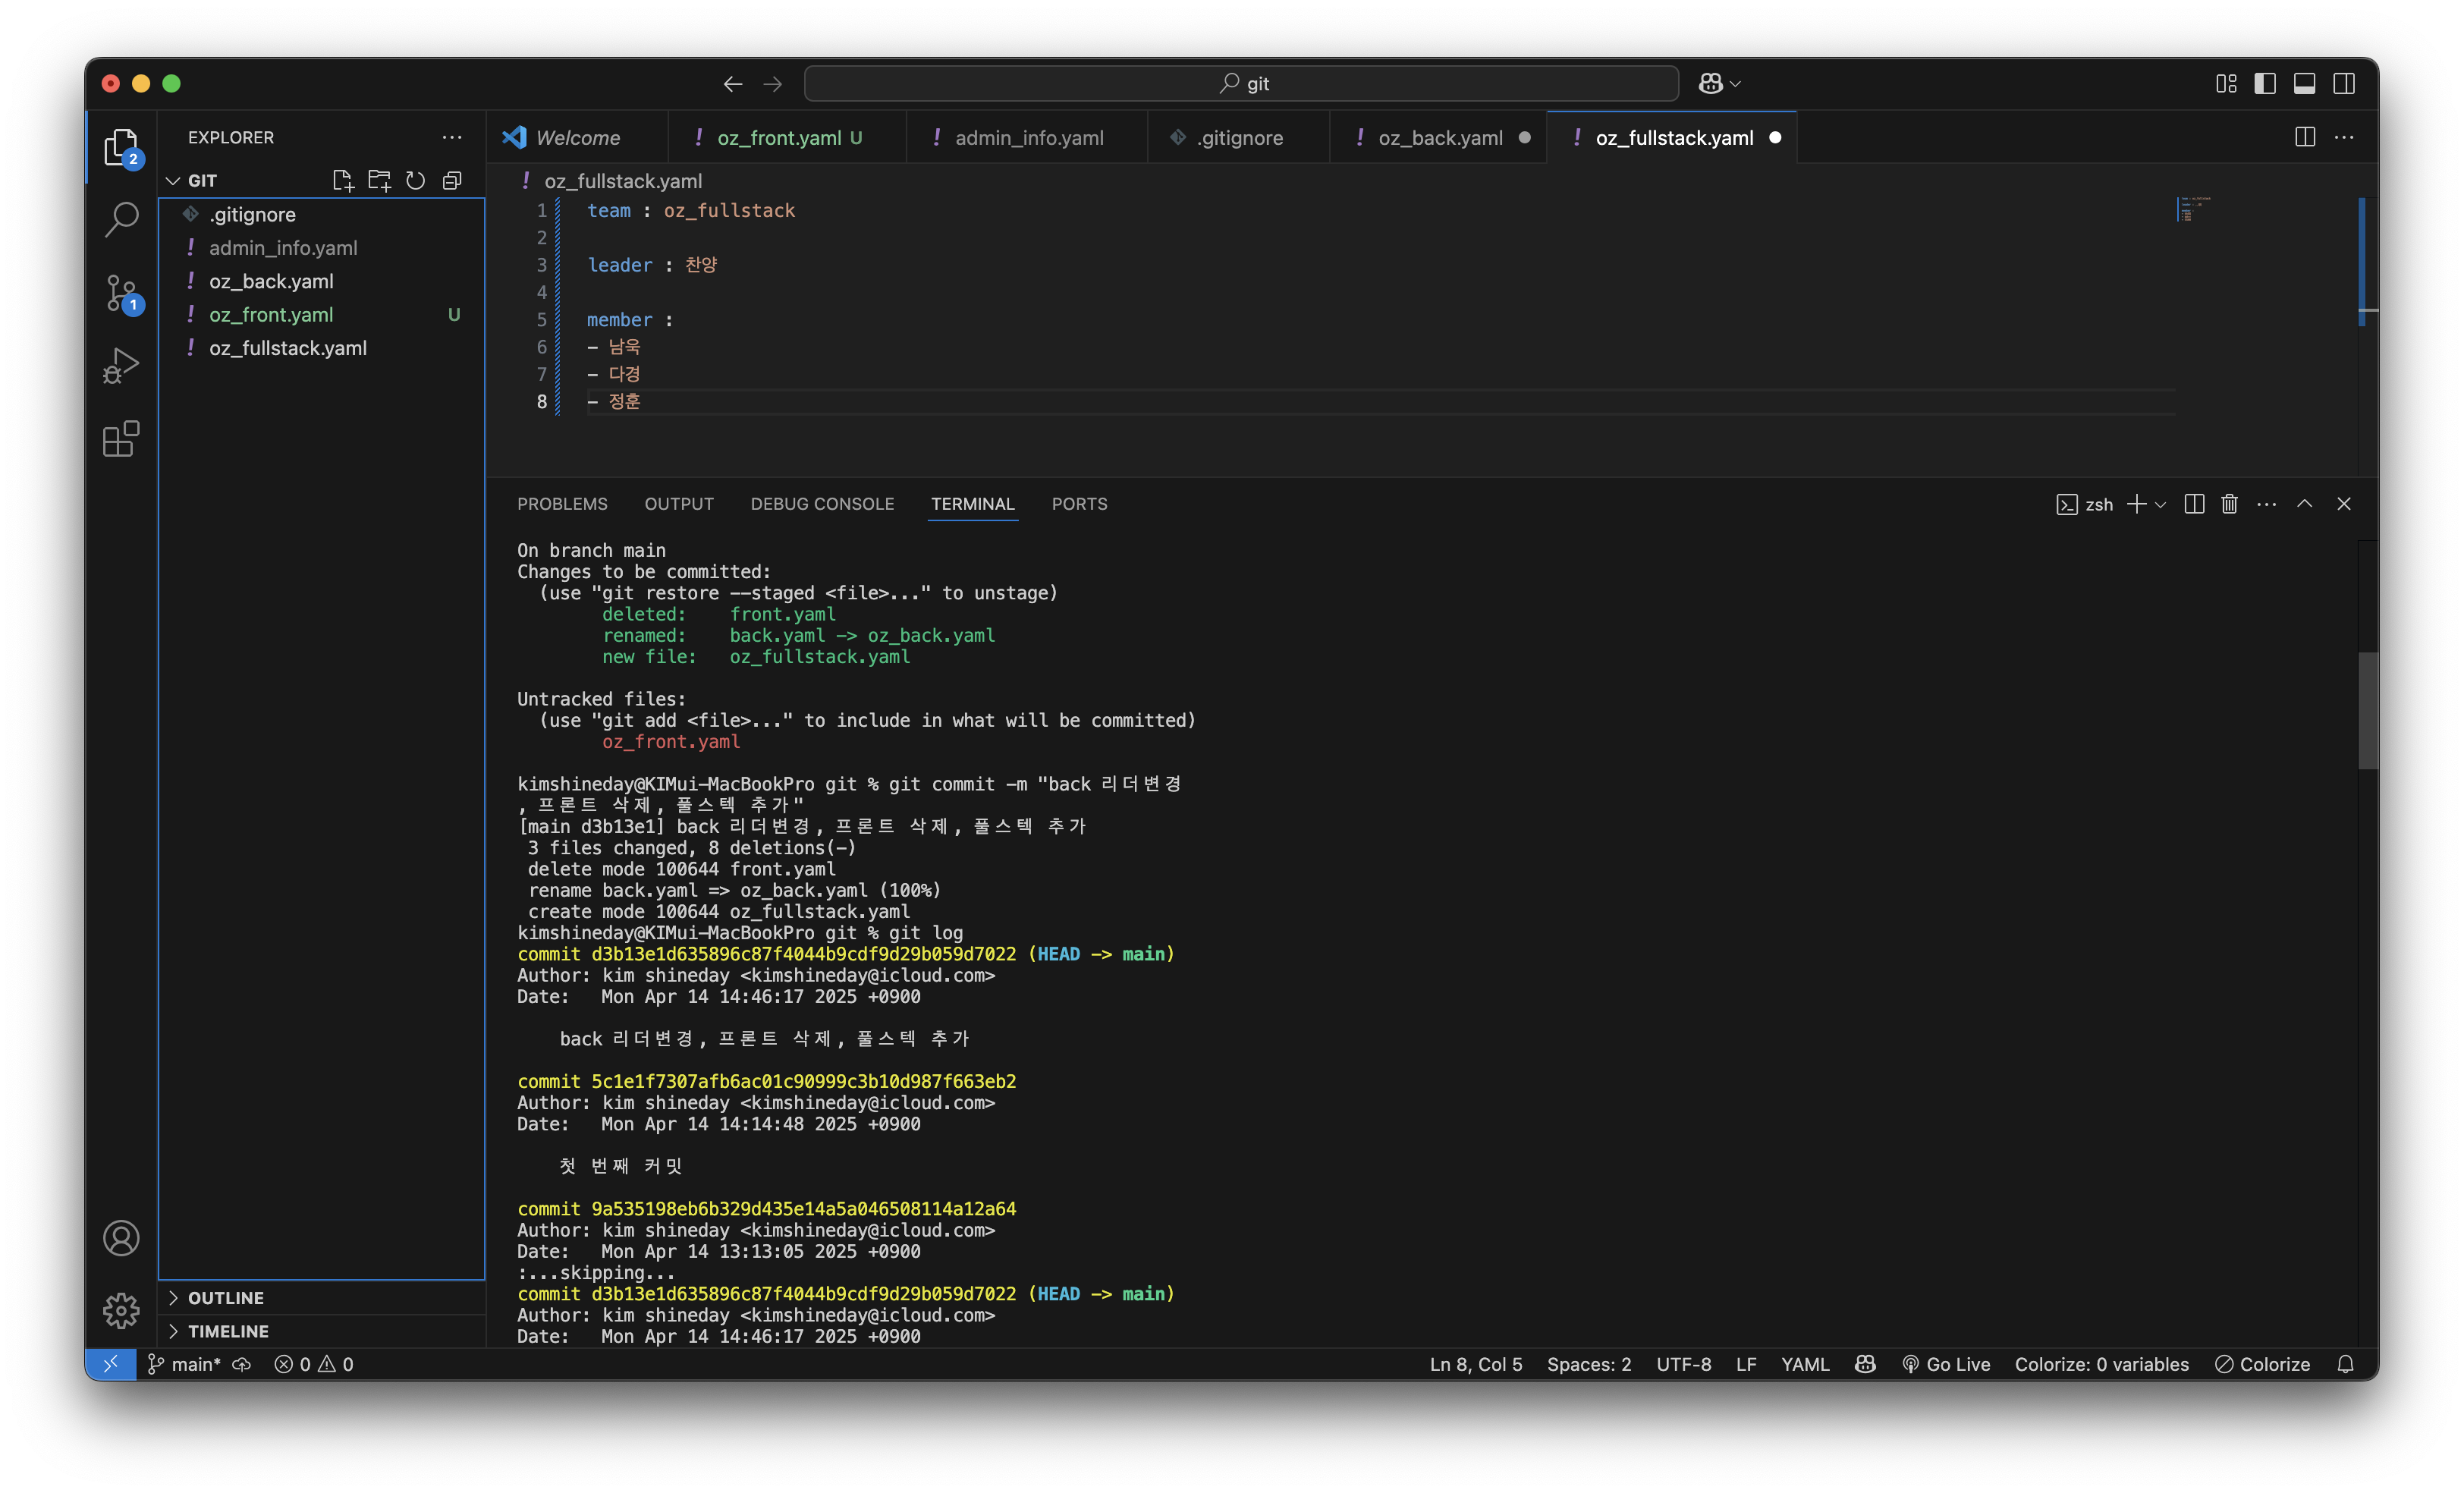 git
EXPLORER
GIT
.gitignore
admin_info.yaml
oz_back.yaml
oz_front.yaml U
oz_fullstack.yaml
OUTLINE
TIMELINE
2
1
Welcome
oz_front.yaml U
admin_info.yaml
.gitignore
oz_back.yaml
oz_fullstack.yaml
oz_fullstack.yaml
1 team : oz_fullstack
2
3 leader : 찬양
4
5 member :
6 - 남욱
7 - 다경
8 - 정훈
PROBLEMS OUTPUT DEBUG CONSOLE TERMINAL PORTS
zsh
On branch main
Changes to be committed:
(use "git restore --staged <file>..." to unstage)
deleted: front.yaml
renamed: back.yaml -> oz_back.yaml
new file: oz_fullstack.yaml
Untracked files:
(use "git add <file>..." to include in what will be committed)
oz_front.yaml
kimshineday@KIMui-MacBookPro git % git commit -m "back 리더변경
, 프론트 삭제, 풀스텍 추가"
[main d3b13e1] back 리더변경, 프론트 삭제, 풀스텍 추가
3 files changed, 8 deletions(-)
delete mode 100644 front.yaml
rename back.yaml => oz_back.yaml (100%)
create mode 100644 oz_fullstack.yaml
kimshineday@KIMui-MacBookPro git % git log
commit d3b13e1d635896c87f4044b9cdf9d29b059d7022 (HEAD -> main)
Author: kim shineday <kimshineday@icloud.com>
Date: Mon Apr 14 14:46:17 2025 +0900
back 리더변경, 프론트 삭제, 풀스텍 추가
commit 5c1e1f7307afb6ac01c90999c3b10d987f663eb2
Author: kim shineday <kimshineday@icloud.com>
Date: Mon Apr 14 14:14:48 2025 +0900
첫 번째 커밋
commit 9a535198eb6b329d435e14a5a046508114a12a64
Author: kim shineday <kimshineday@icloud.com>
Date: Mon Apr 14 13:13:05 2025 +0900
:...skipping...
commit d3b13e1d635896c87f4044b9cdf9d29b059d7022 (HEAD -> main)
Author: kim shineday <kimshineday@icloud.com>
Date: Mon Apr 14 14:46:17 2025 +0900
main* 0 0 Ln 8, Col 5 Spaces: 2 UTF-8 LF YAML Go Live Colorize: 0 variables Colorize